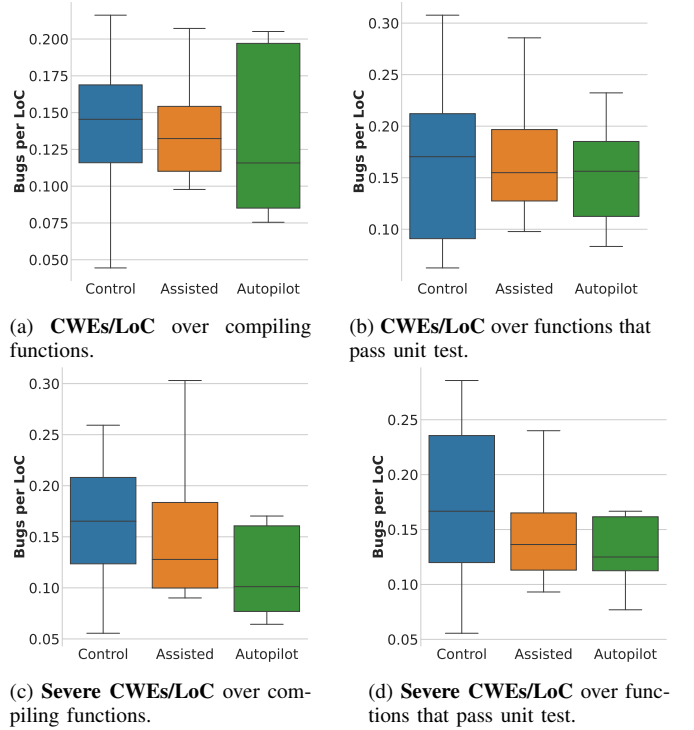 0.200
0.175
0.150
0.125
0.100
0.075
0.050
Bugs per LoC
Control Assisted Autopilot
(a) CWEs/LoC over compiling
functions.
0.30
0.25
0.20
0.15
0.10
Bugs per LoC
Control Assisted Autopilot
(b) CWEs/LoC over functions that
pass unit test.
0.30
0.25
0.20
0.15
0.10
0.05
Bugs per LoC
Control Assisted Autopilot
(c) Severe CWEs/LoC over com-
piling functions.
0.25
0.20
0.15
0.10
0.05
Bugs per LoC
Control Assisted Autopilot
(d) Severe CWEs/LoC over func-
tions that pass unit test.